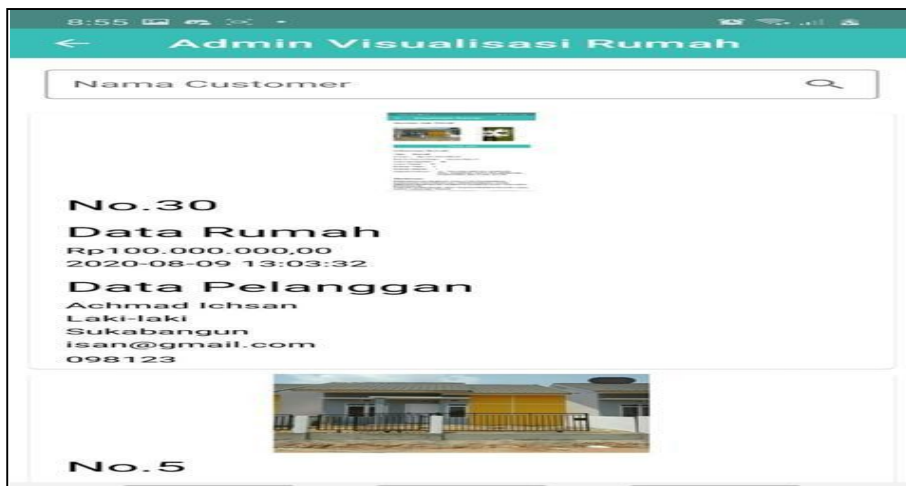 8:55
Admin Visualisasi Rumah
Nama Customer
No.30
Data Rumah
Rp100.000.000,00
2020-08-09 13:03:32
Data Pelanggan
Achmad Ichsan
Laki-laki
Sukabangun
isan@gmail.com
098123
No.5